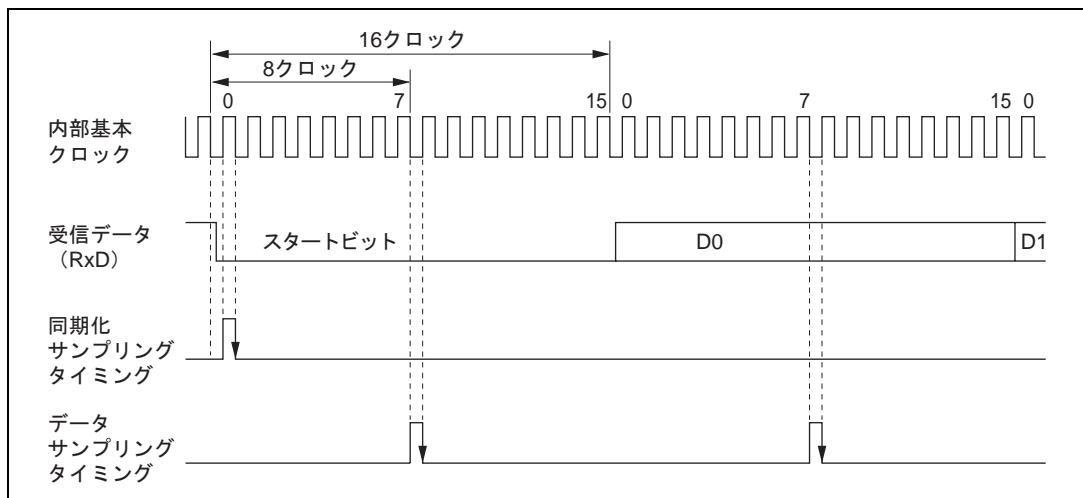 16クロック
8クロック
0 7 15 0 7 15 0
内部基本
クロック
受信データ
（RxD）
スタートビット D0 D1
同期化
サンプリング
タイミング
データ
サンプリング
タイミング